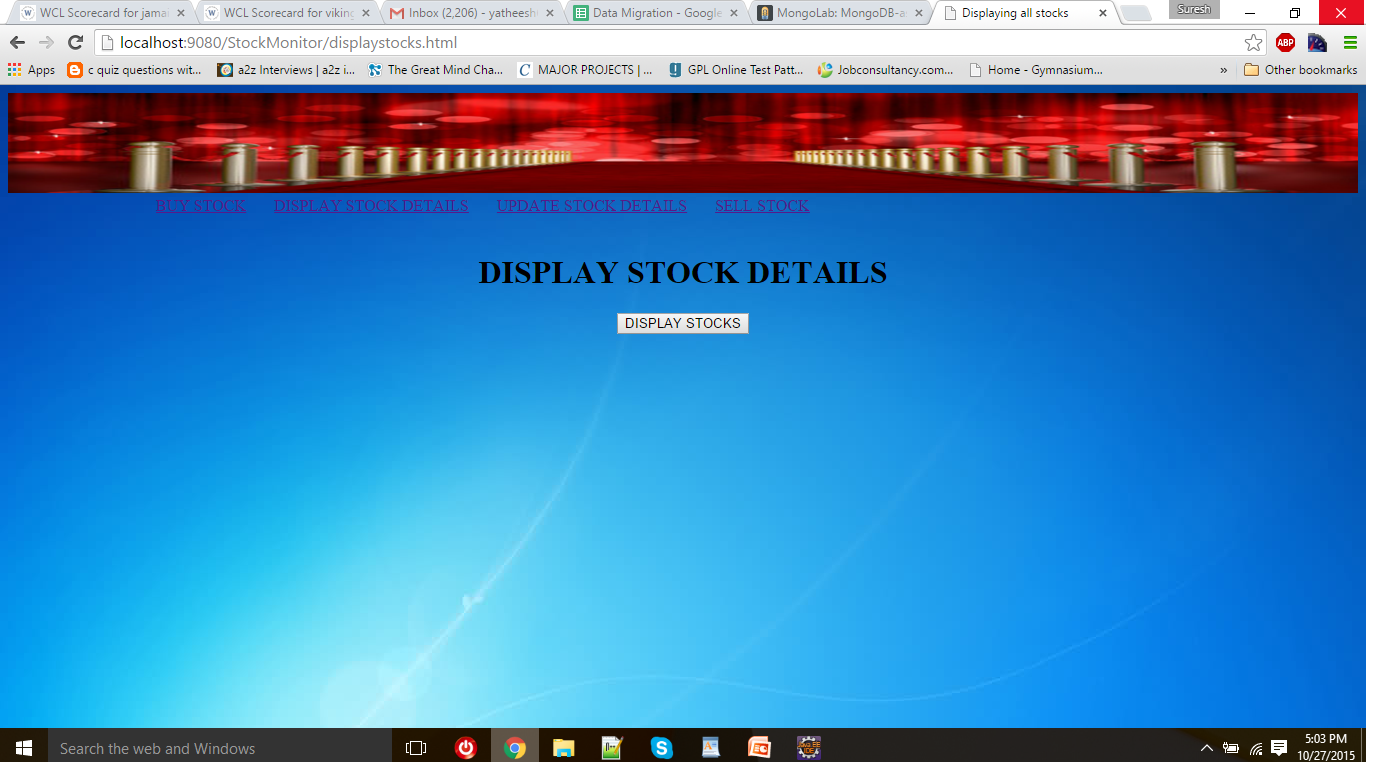 WCL Scorecard for jamai WCL Scorecard for viking Inbox (2,206) - yatheesh Data Migration - Google MongoLab: MongoDB-as Displaying all stocks Suresh
localhost:9080/StockMonitor/displaystocks.html ABP
Apps c quiz questions wit... a2z Interviews | a2z i... The Great Mind Cha... MAJOR PROJECTS | ... GPL Online Test Patt... Jobconsultancy.com... Home - Gymnasium... » Other bookmarks
BUY STOCK DISPLAY STOCK DETAILS UPDATE STOCK DETAILS SELL STOCK
DISPLAY STOCK DETAILS
DISPLAY STOCKS
Search the web and Windows
5:03 PM
10/27/2015